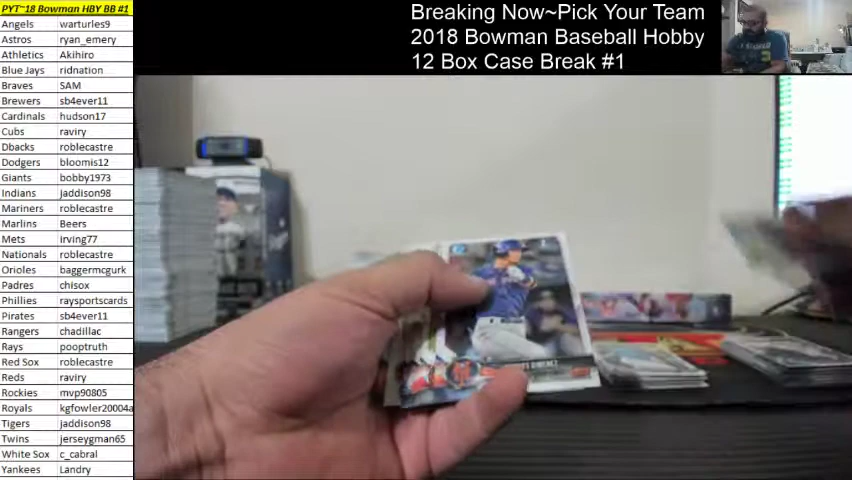 PYT~18 Bowman HBY BB #1
Angels warturles9
Astros ryan_emery
Athletics Akihiro
Blue Jays ridnation
Braves SAM
Brewers sb4ever11
Cardinals hudson17
Cubs raviry
Dbacks roblecastre
Dodgers bloomis12
Giants bobby1973
Indians jaddison98
Mariners roblecastre
Marlins Beers
Mets irving77
Nationals roblecastre
Orioles baggermcgurk
Padres chisox
Phillies raysportscards
Pirates sb4ever11
Rangers chadillac
Rays pooptruth
Red Sox roblecastre
Reds raviry
Rockies mvp90805
Royals kgfowler20004a
Tigers jaddison98
Twins jerseygman65
White Sox c_cabral
Yankees Landry
Breaking Now~Pick Your Team
2018 Bowman Baseball Hobby
12 Box Case Break #1